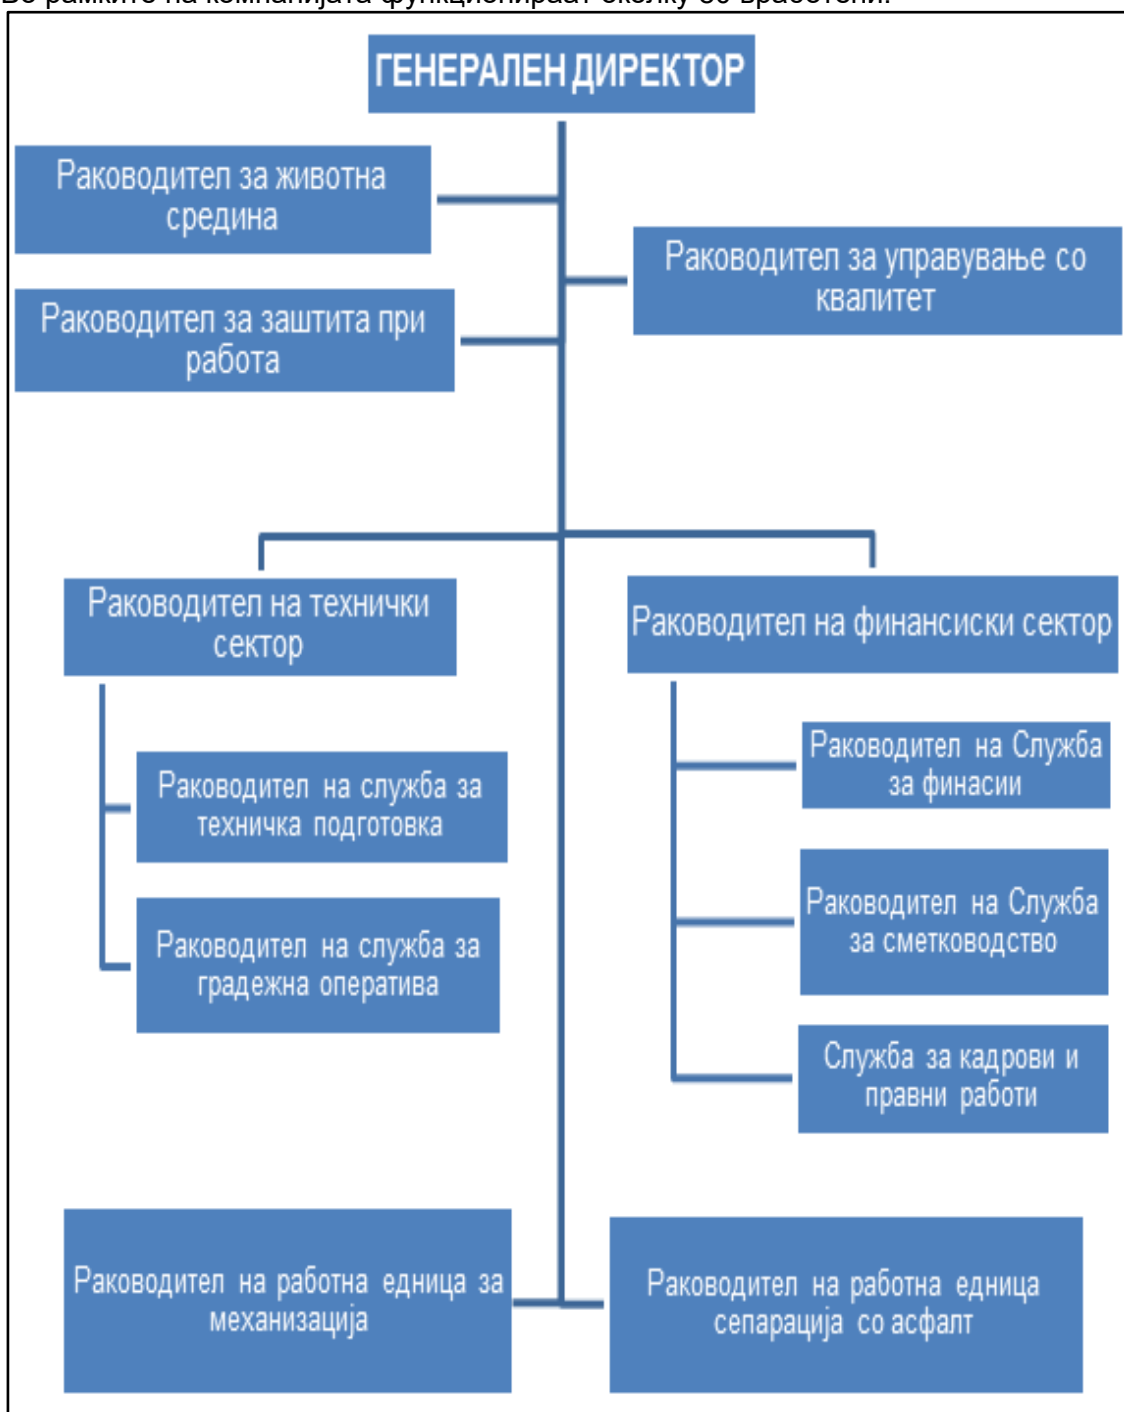 ГЕНЕРАЛЕН ДИРЕКТОР
Раководител за животна
средина
Раководител за управување со
квалитет
Раководител за заштита при
работа
Раководител на технички
сектор
Раководител на финансиски сектор
Раководител на служба за
техничка подготовка
Раководител на служба за
градежна оператива
Раководител на Служба
за финасии
Раководител на Служба
за сметководство
Служба за кадрови и
правни работи
Раководител на работна едница за
механизација
Раководител на работна едница
сепарација со асфалт